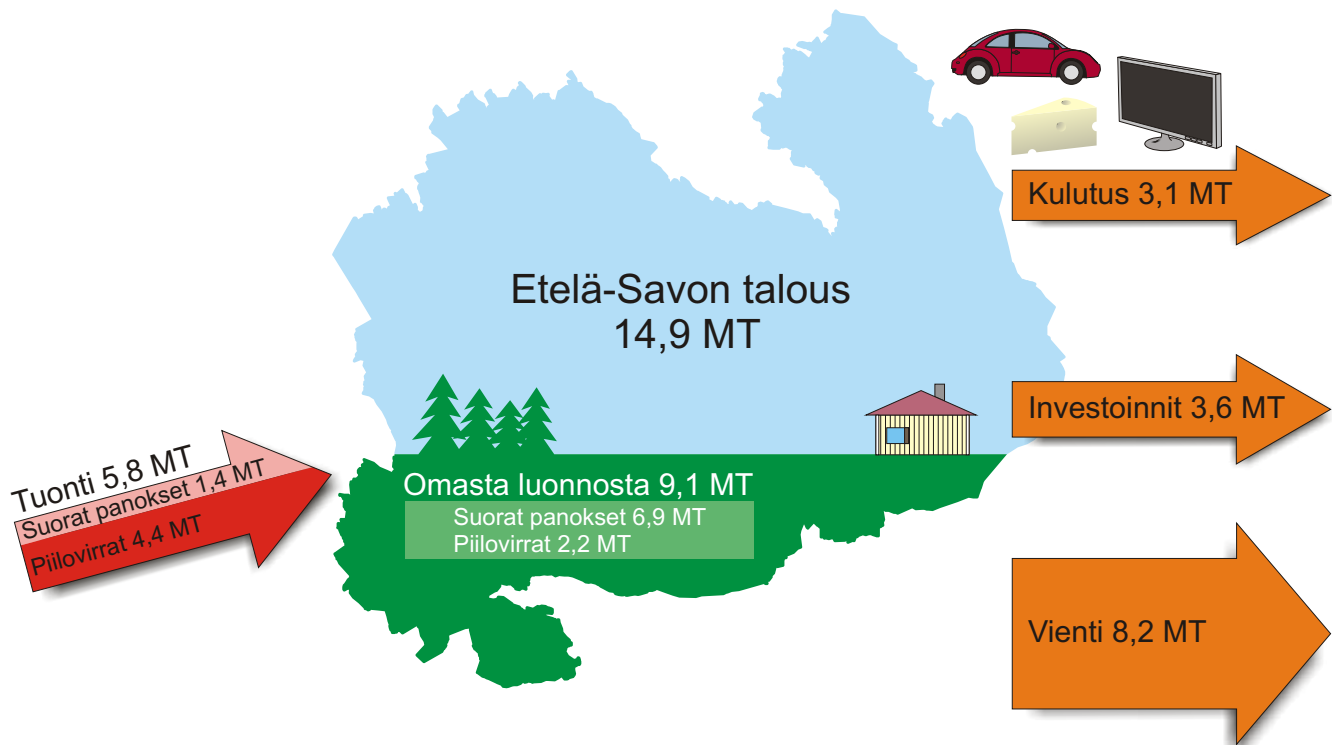 Etelä-Savon talous
14,9 MT
Tuonti 5,8 MT
Suorat panokset 1,4 MT
Piilovirrat 4,4 MT
Omasta luonnosta 9,1 MT
Suorat panokset 6,9 MT
Piilovirrat 2,2 MT
Kulutus 3,1 MT
Investoinnit 3,6 MT
Vienti 8,2 MT